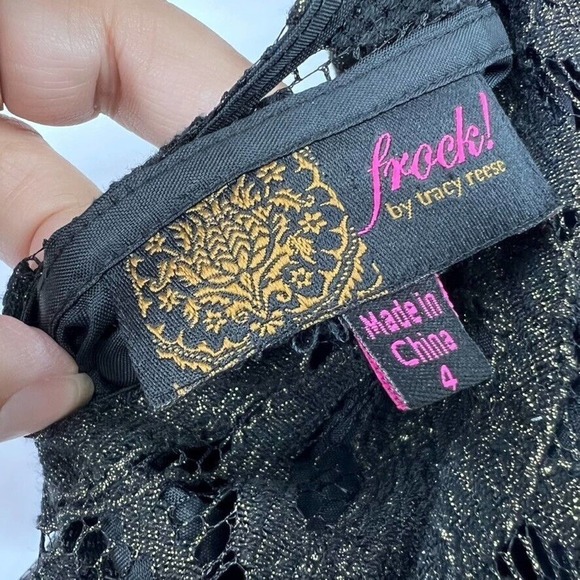 frock!
by tracy reese
Made in
China
4